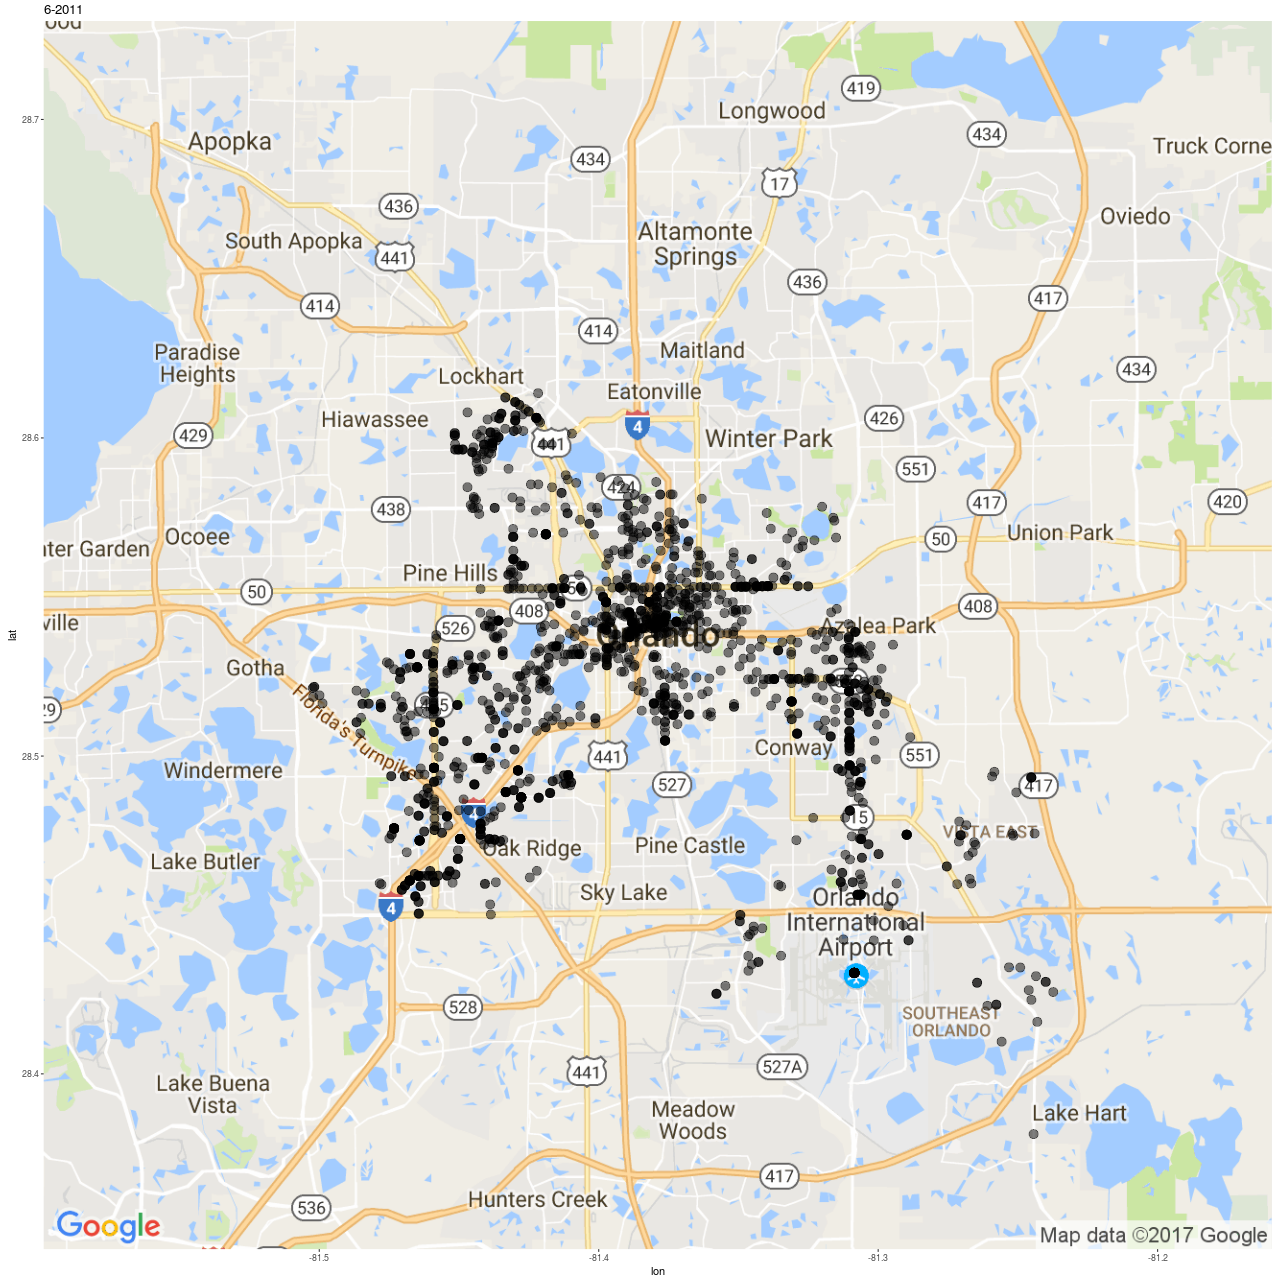 6-2011
419
Longwood
434
Apopka
Truck Corne
434
17
436
Oviedo
South Apopka
Altamonte
Springs
441
436
417
414
414
Maitland
Paradise
Heights
434
Lockhart
Eatonville
Hiawassee
426
4
429
441
Winter Park
551
424
417
420
438
Ocoee
Union Park
50
ater Garden
Pine Hills
50
50
408
408
ville
526
Orlando
Azalea Park
Gotha
29
Florida's Turnpike
Conway
441
551
Windermere
527
417
4
15
VISTA EAST
Oak Ridge
Pine Castle
Lake Butler
Sky Lake
4
Orlando
International
Airport
528
SOUTHEAST
ORLANDO
441
527A
Lake Buena
Vista
Meadow
Woods
Lake Hart
417
Hunters Creek
536
Google
Map data ©2017 Google
28.7
28.6
28.5
28.4
lat
-81.5
-81.4
-81.3
-81.2
lon